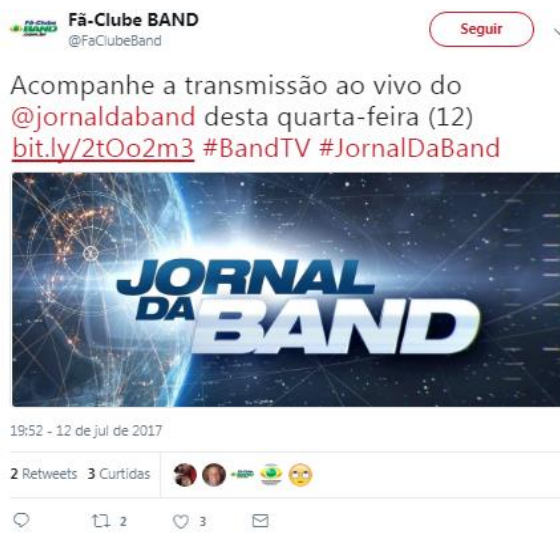 Fã-Clube BAND
@FaClubeBand
Seguir
Acompanhe a transmissão ao vivo do
@jornaldaband desta quarta-feira (12)
bit.ly/2tOo2m3 #BandTV #JornalDaBand
JORNAL
DA BAND
19:52 - 12 de jul de 2017
2 Retweets 3 Curtidas
2 3